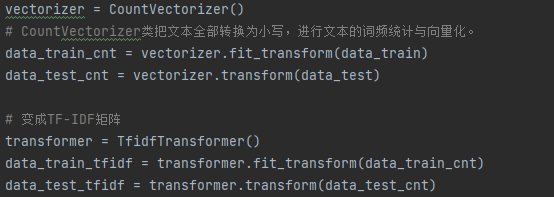 vectorizer = CountVectorizer()
# CountVectorizer类把文本全部转换为小写，进行文本的词频统计与向量化。
data_train_cnt = vectorizer.fit_transform(data_train)
data_test_cnt = vectorizer.transform(data_test)
# 变成TF-IDF矩阵
transformer = TfidfTransformer()
data_train_tfidf = transformer.fit_transform(data_train_cnt)
data_test_tfidf = transformer.transform(data_test_cnt)